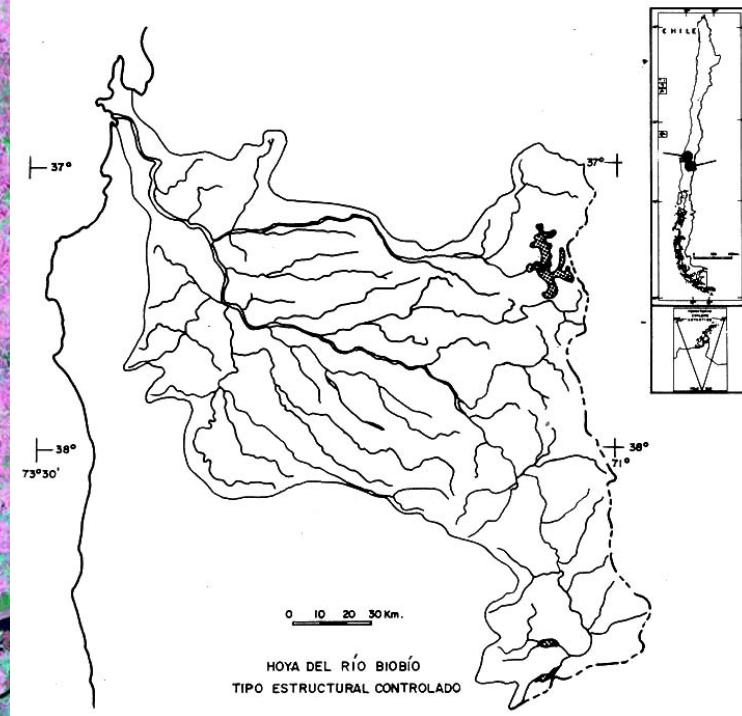 CHILE
37°
37°
38°
73°30'
38°
71°
0 10 20 30 Km.
HOYA DEL RÍO BIOBÍO
TIPO ESTRUCTURAL CONTROLADO